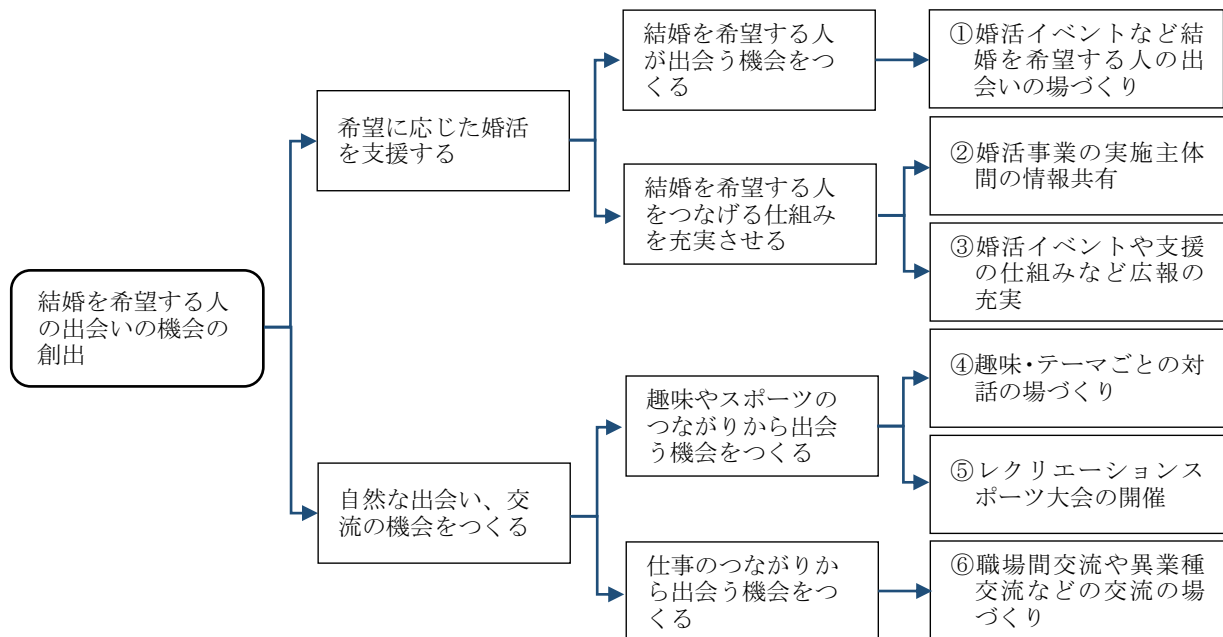 結婚を希望する人
の出会いの機会の
創出
希望に応じた婚活
を支援する
結婚を希望する人
が出会う機会をつ
くる
①婚活イベントなど結
婚を希望する人の出
会いの場づくり
結婚を希望する人
をつなげる仕組み
を充実させる
②婚活事業の実施主体
間の情報共有
③婚活イベントや支援
の仕組みなど広報の
充実
自然な出会い、交
流の機会をつくる
趣味やスポーツの
つながりから出会
う機会をつくる
④趣味・テーマごとの対
話の場づくり
⑤レクリエーションス
ポーツ大会の開催
仕事のつながりか
ら出会う機会をつ
くる
⑥職場間交流や異業種
交流などの交流の場
づくり